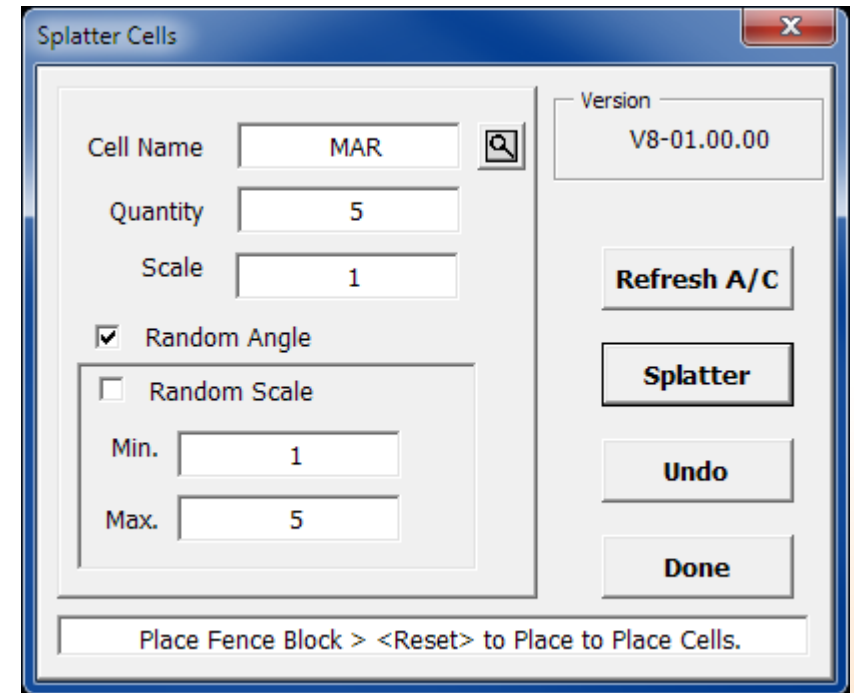 Splatter Cells
Cell Name MAR
Quantity 5
Scale 1
Random Angle
Random Scale
Min. 1
Max. 5
Version
V8-01.00.00
Refresh A/C
Splatter
Undo
Done
Place Fence Block > <Reset> to Place to Place Cells.